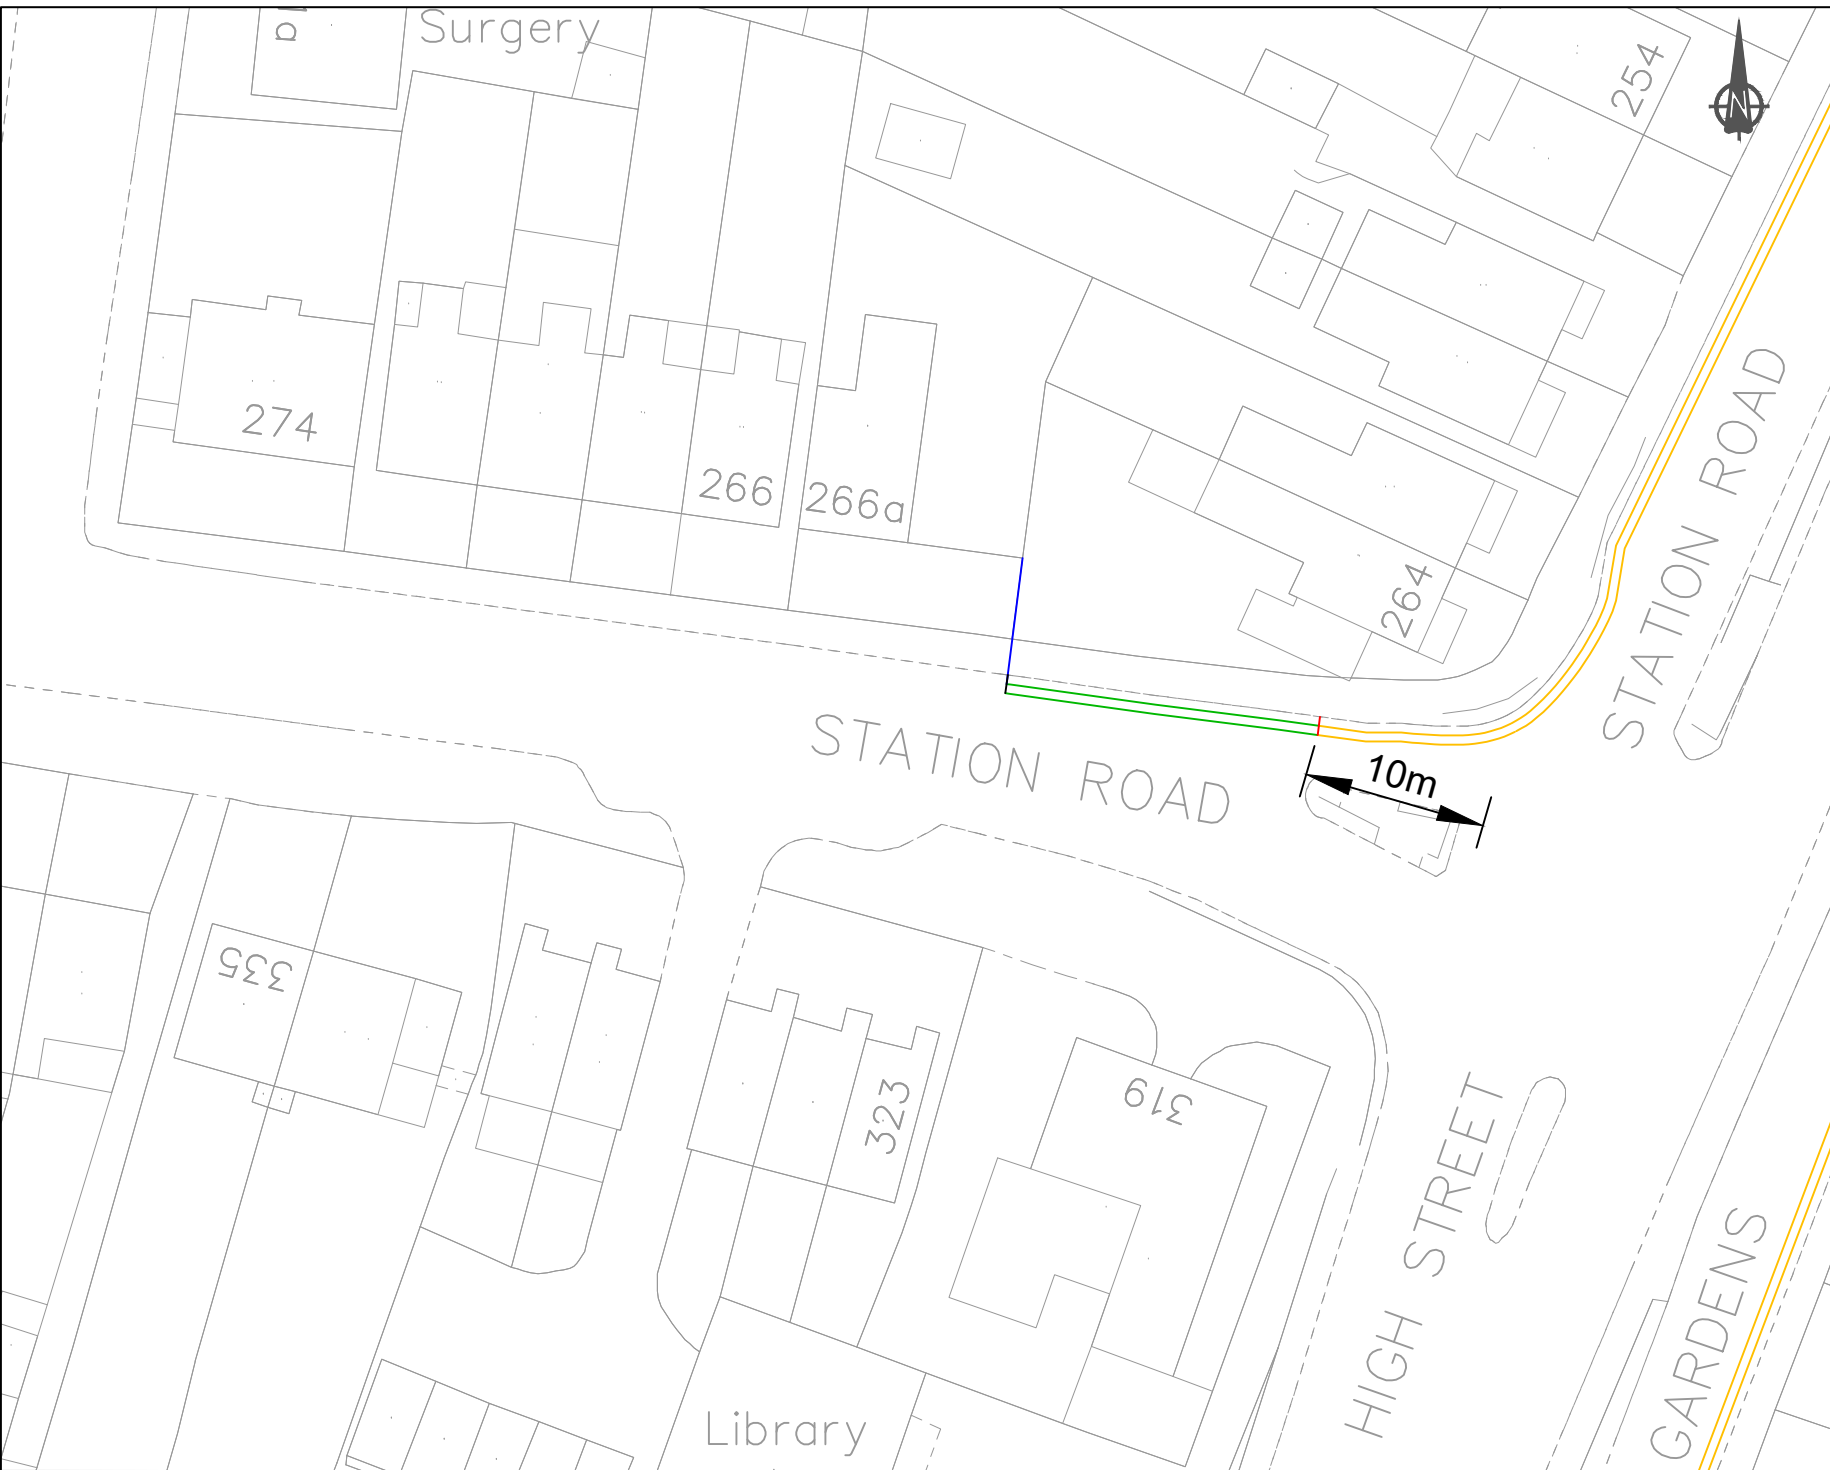 Surgery
254
N
274
266
266a
264
STATION ROAD
STATION ROAD
10m
335
323
319
HIGH STREET
GARDENS
Library